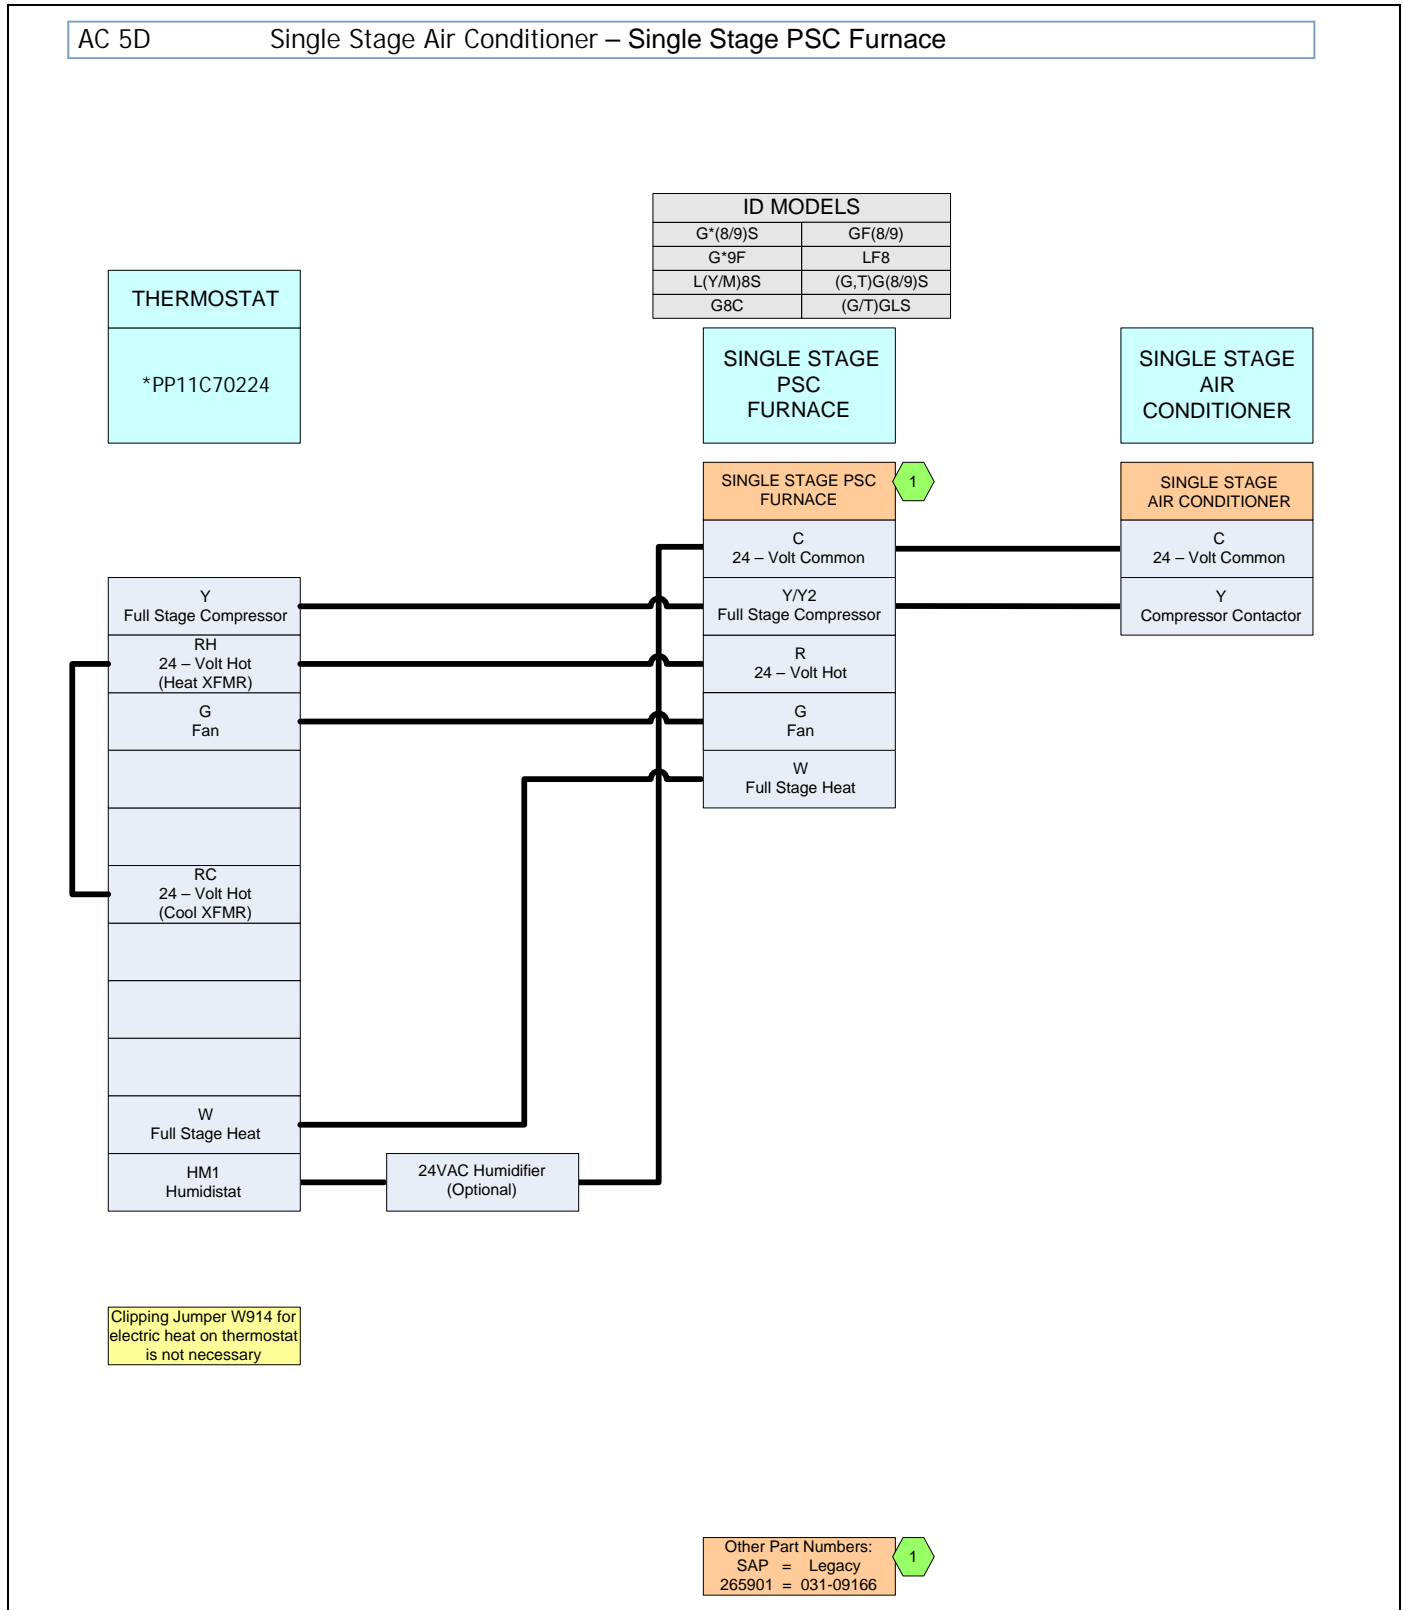 AC 5D Single Stage Air Conditioner – Single Stage PSC Furnace
ID MODELS
G*(8/9)S GF(8/9)
G*9F LF8
L(Y/M)8S (G,T)G(8/9)S
G8C (G/T)GLS
THERMOSTAT
*PP11C70224
SINGLE STAGE
PSC
FURNACE
SINGLE STAGE
AIR
CONDITIONER
SINGLE STAGE PSC
FURNACE
1
SINGLE STAGE
AIR CONDITIONER
C
24 – Volt Common
C
24 – Volt Common
Y
Full Stage Compressor
Y/Y2
Full Stage Compressor
Y
Compressor Contactor
RH
24 – Volt Hot
(Heat XFMR)
R
24 – Volt Hot
G
Fan
G
Fan
W
Full Stage Heat
RC
24 – Volt Hot
(Cool XFMR)
W
Full Stage Heat
HM1
Humidistat
24VAC Humidifier
(Optional)
Clipping Jumper W914 for
electric heat on thermostat
is not necessary
Other Part Numbers:
SAP = Legacy
265901 = 031-09166
1